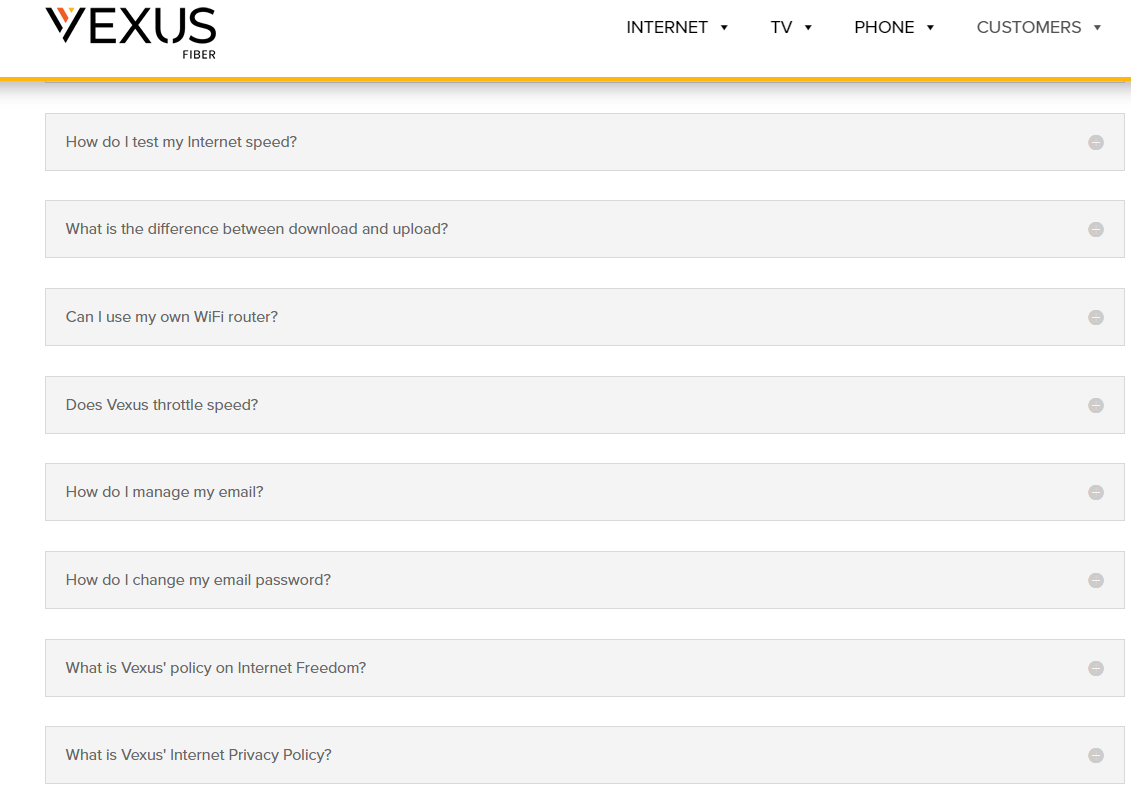 VEXUS
FIBER
INTERNET TV PHONE CUSTOMERS
How do I test my Internet speed?
What is the difference between download and upload?
Can I use my own WiFi router?
Does Vexus throttle speed?
How do I manage my email?
How do I change my email password?
What is Vexus' policy on Internet Freedom?
What is Vexus' Internet Privacy Policy?